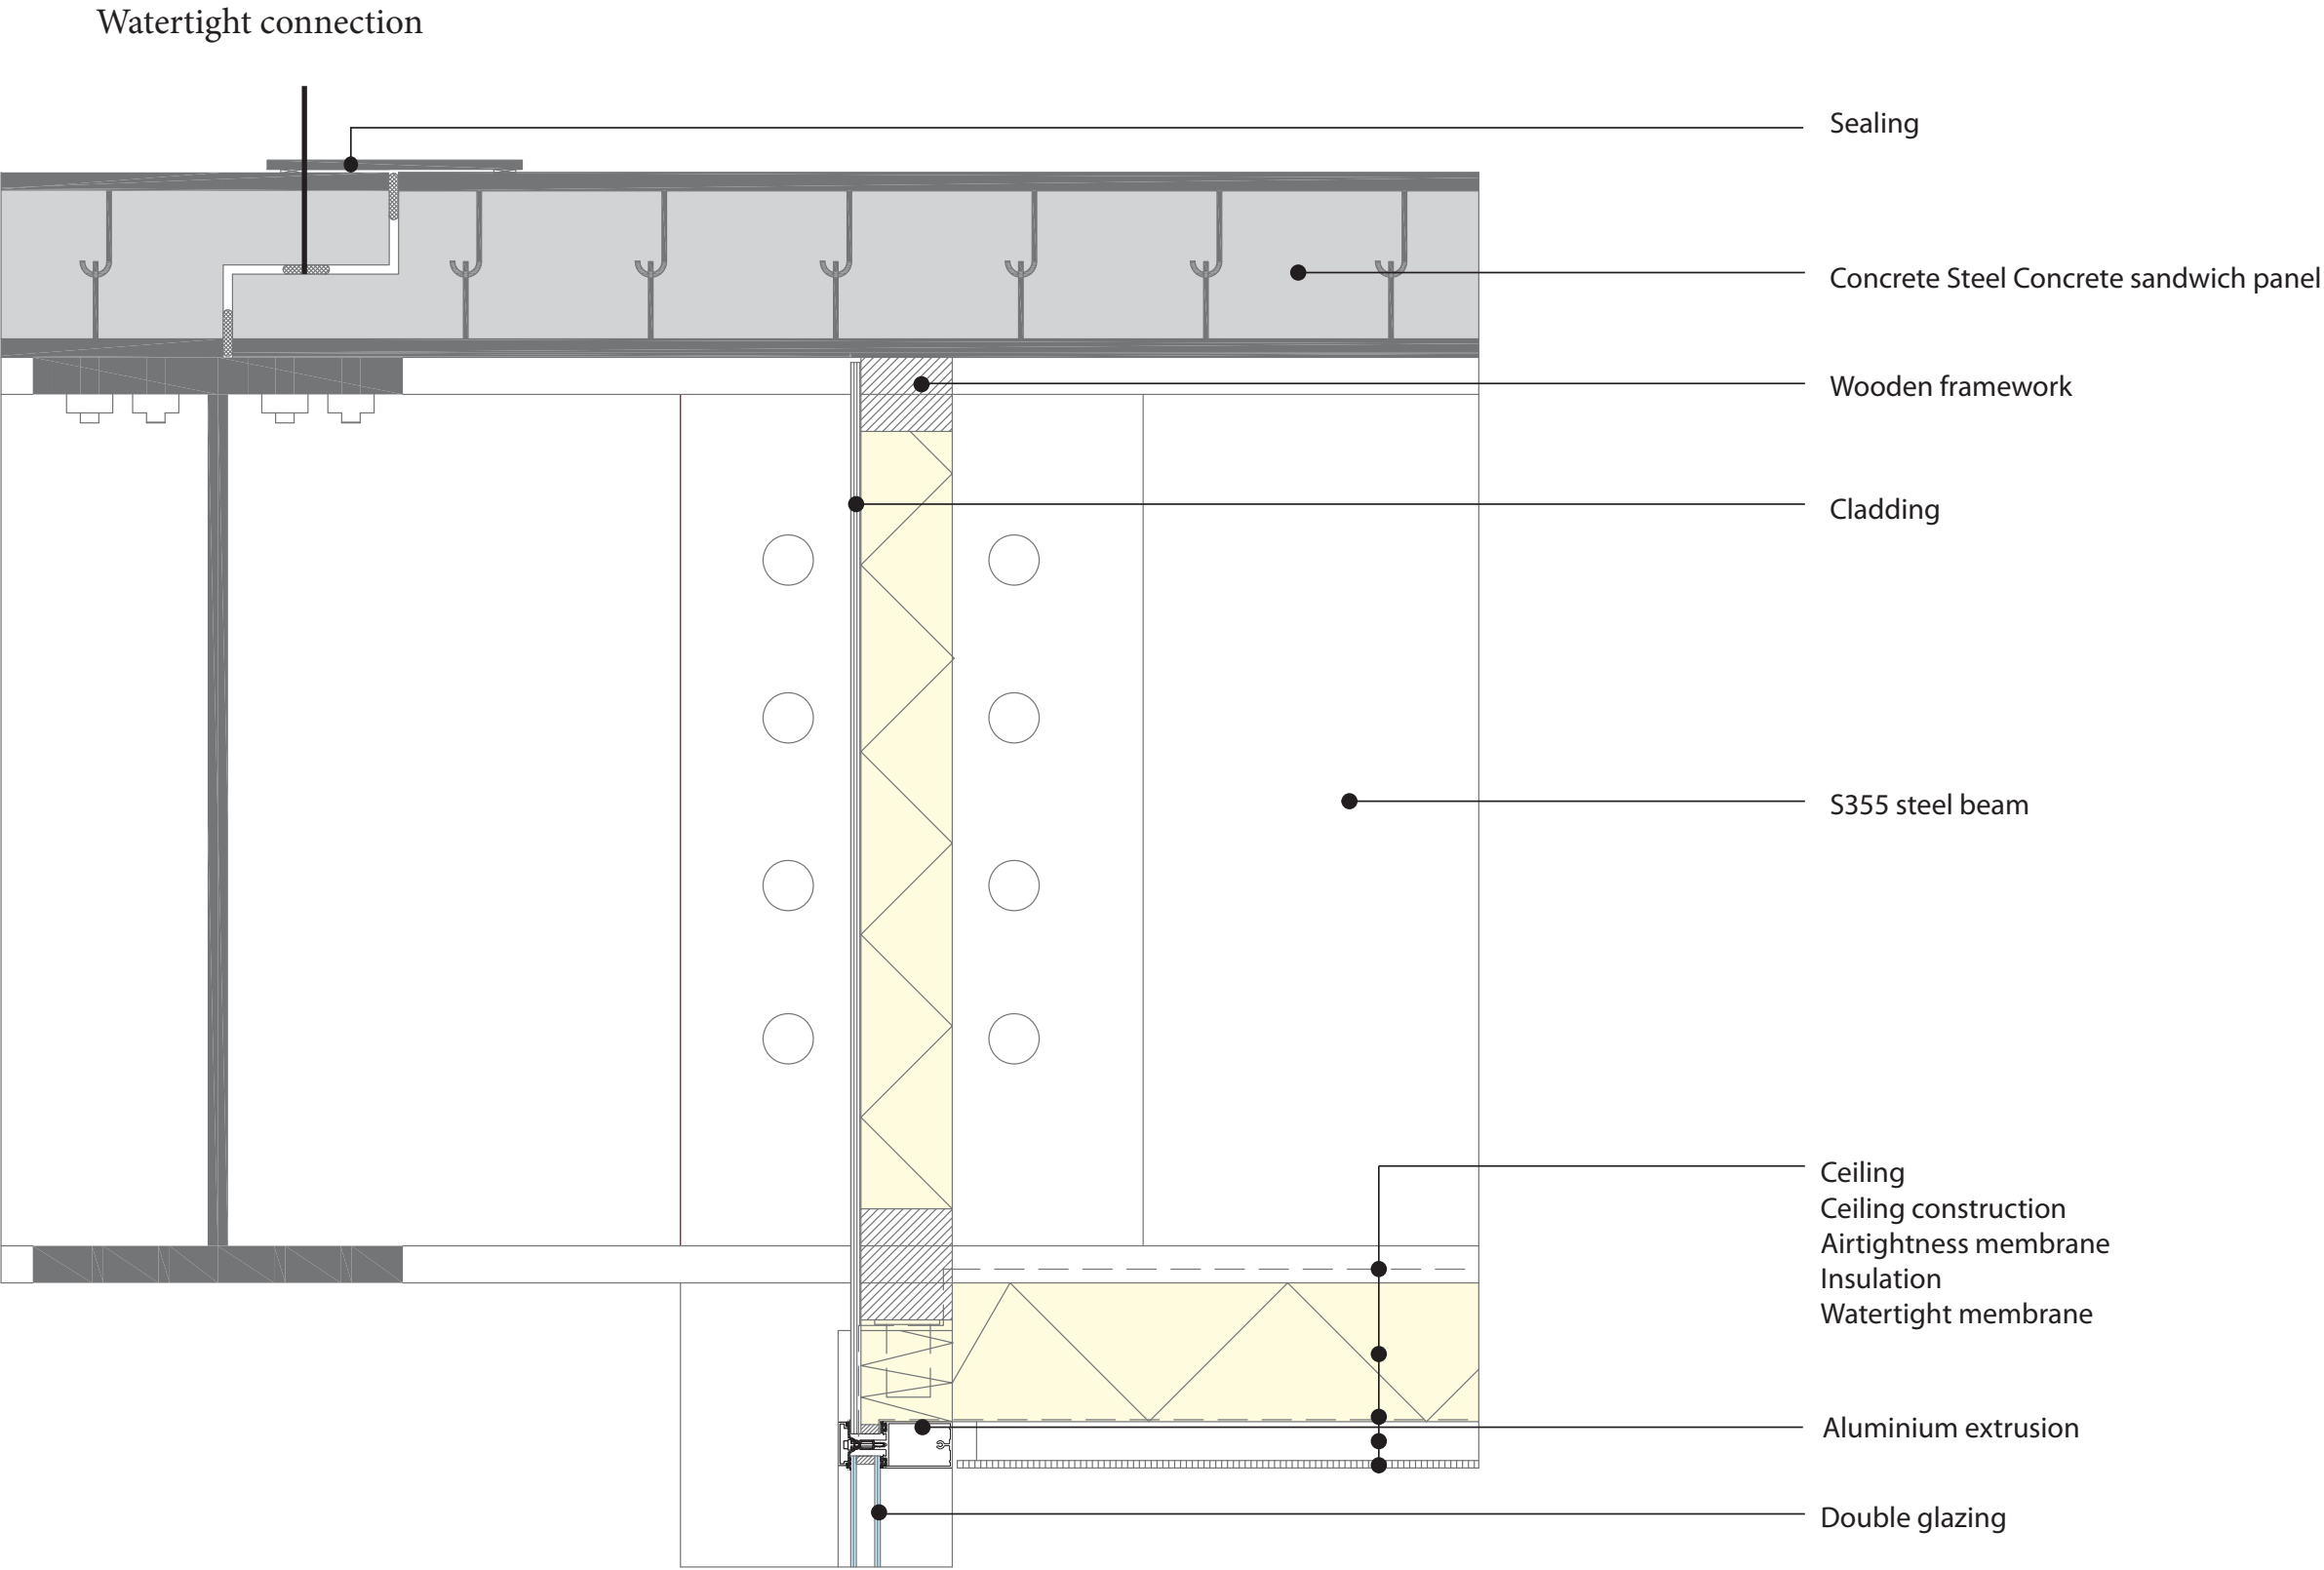 Watertight connection
Sealing
Concrete Steel Concrete sandwich panel
Wooden framework
Cladding
S355 steel beam
Ceiling
Ceiling construction
Airtightness membrane
Insulation
Watertight membrane
Aluminium extrusion
Double glazing